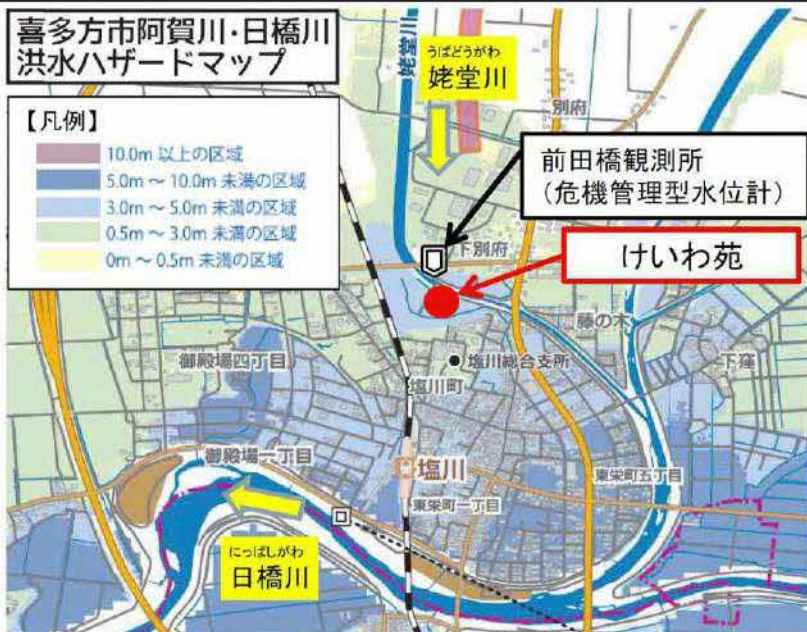 喜多方市阿賀川・日橋川
洪水ハザードマップ
【凡例】
10.0m 以上の区域
5.0m ～ 10.0m 未満の区域
3.0m ～ 5.0m 未満の区域
0.5m ～ 3.0m 未満の区域
0m ～ 0.5m 未満の区域
姥堂川
うばどうがわ
姥堂川
別府
前田橋観測所
（危機管理型水位計）
下別府
けいわ苑
藤の木
御殿場四丁目
塩川総合支所
下窪
塩川町
御殿場一丁目
塩川
東栄町五丁目
東栄町一丁目
にっぱしがわ
日橋川